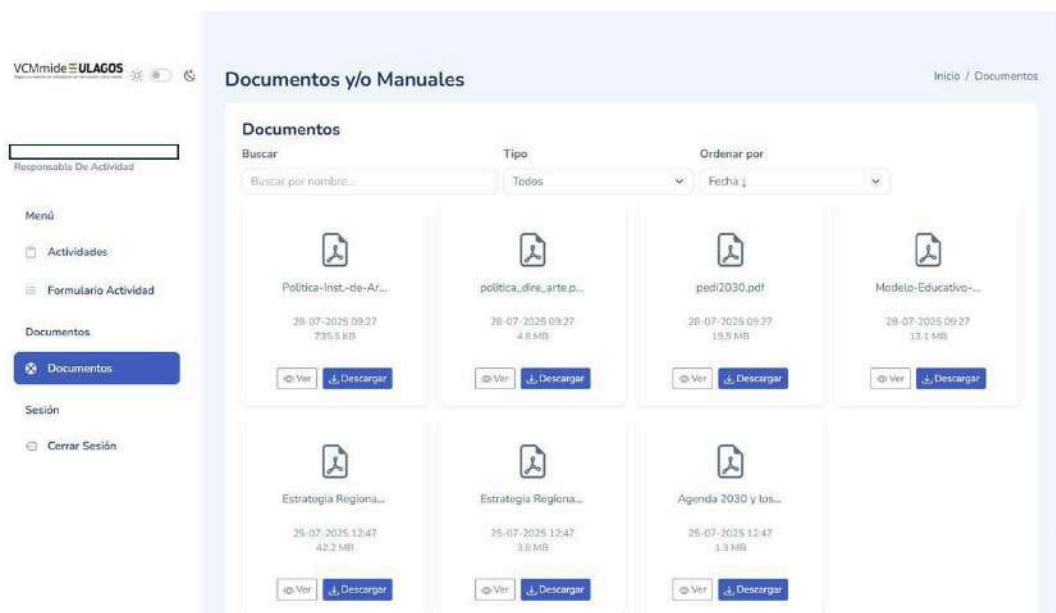 VCMmide ULAGOS
Responsable De Actividad
Menú
Actividades
Formulario Actividad
Documentos
Documentos
Sesión
Cerrar Sesión
Documentos y/o Manuales
Inicio / Documentos
Documentos
Buscar
Tipo
Ordenar por
Buscar por nombre...
Todos
Fecha ↓
Politica-Inst.-de-Ar...
politica_dire_arte.p...
pedi2030.pdf
Modelo-Educativo-...
28-07-2025 09:27
28-07-2025 09:27
28-07-2025 09:27
28-07-2025 09:27
735.5 KB
4.8 MB
19.5 MB
13.1 MB
Ver
Descargar
Ver
Descargar
Ver
Descargar
Ver
Descargar
Estrategia Regiona...
Estrategia Regiona...
Agenda 2030 y los...
25-07-2025 12:47
25-07-2025 12:47
25-07-2025 12:47
42.2 MB
3.8 MB
1.3 MB
Ver
Descargar
Ver
Descargar
Ver
Descargar